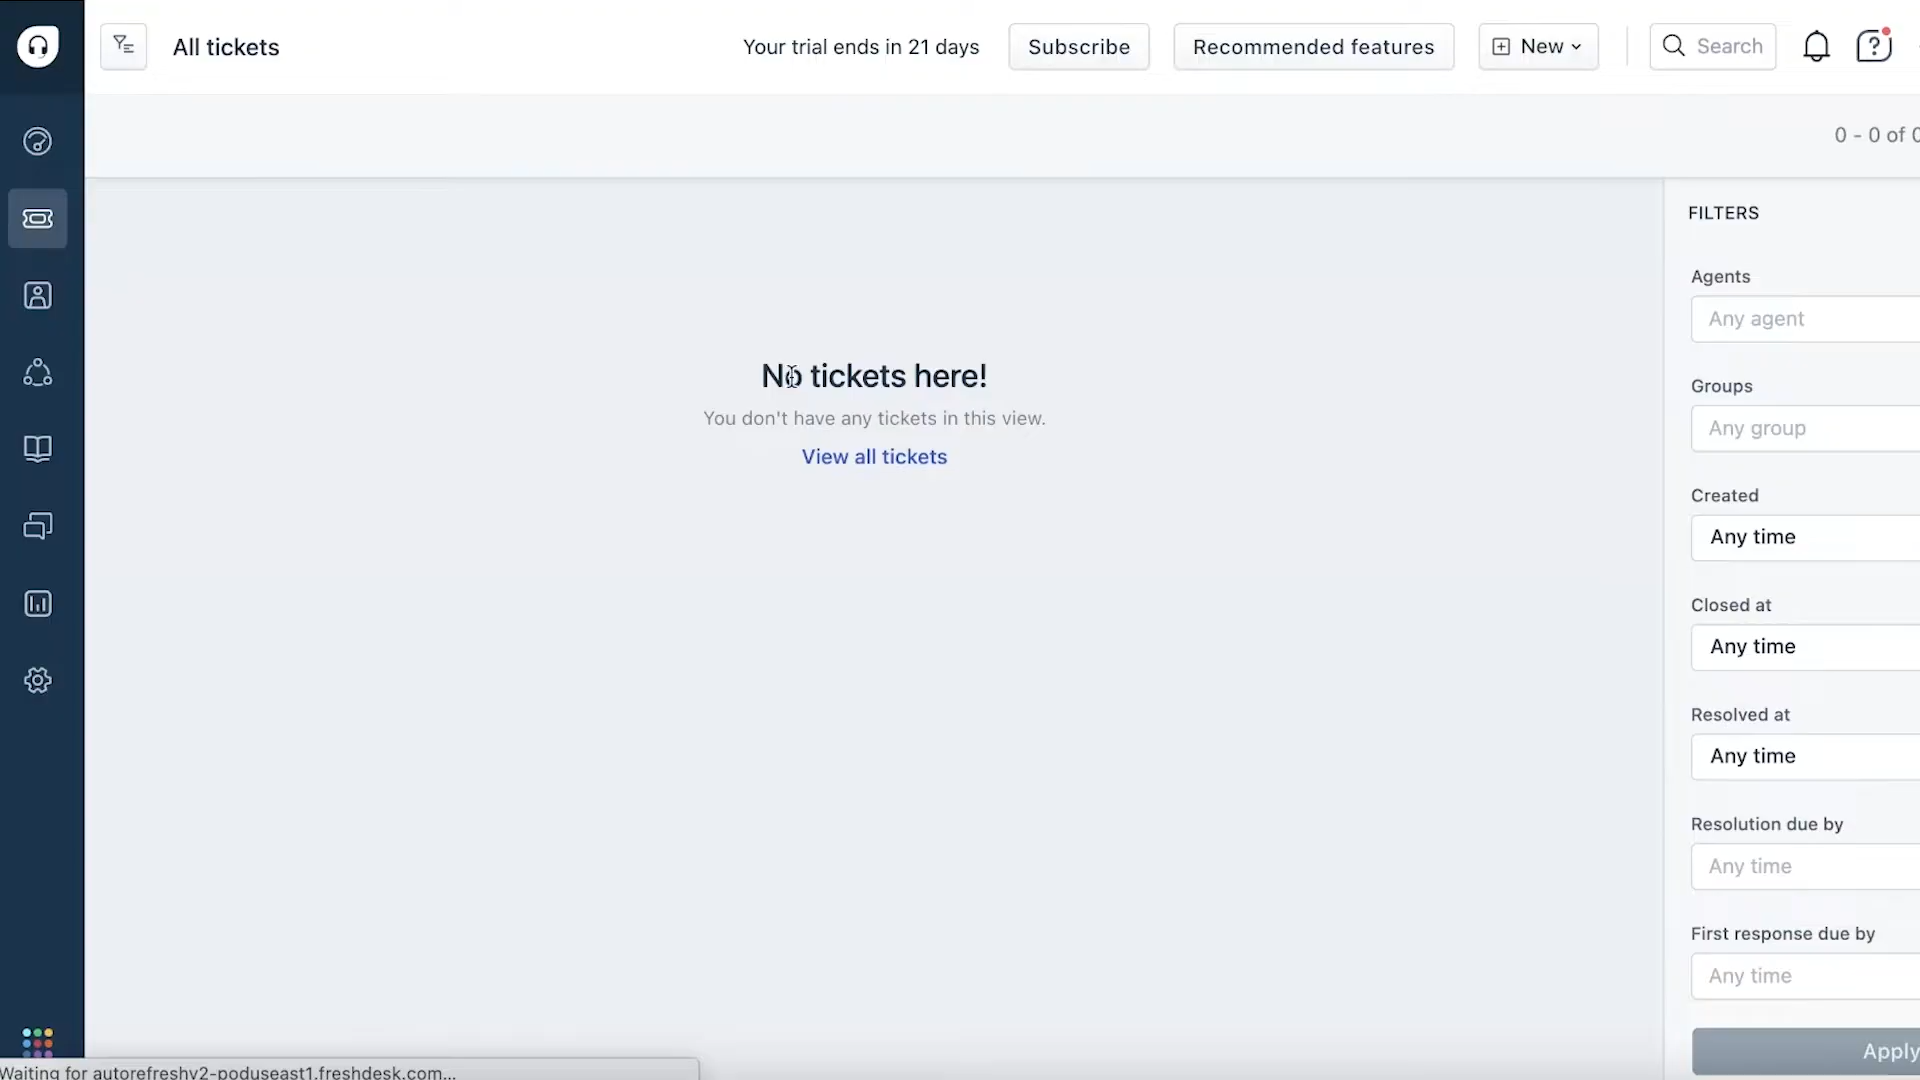 All tickets
Your trial ends in 21 days
Subscribe
Recommended features
New
Search
0 - 0 of 0
No tickets here!
You don't have any tickets in this view.
View all tickets
FILTERS
Agents
Any agent
Groups
Any group
Created
Any time
Closed at
Any time
Resolved at
Any time
Resolution due by
Any time
First response due by
Any time
Apply
Waiting for autorefreshv2-poduseast1.freshdesk.com...